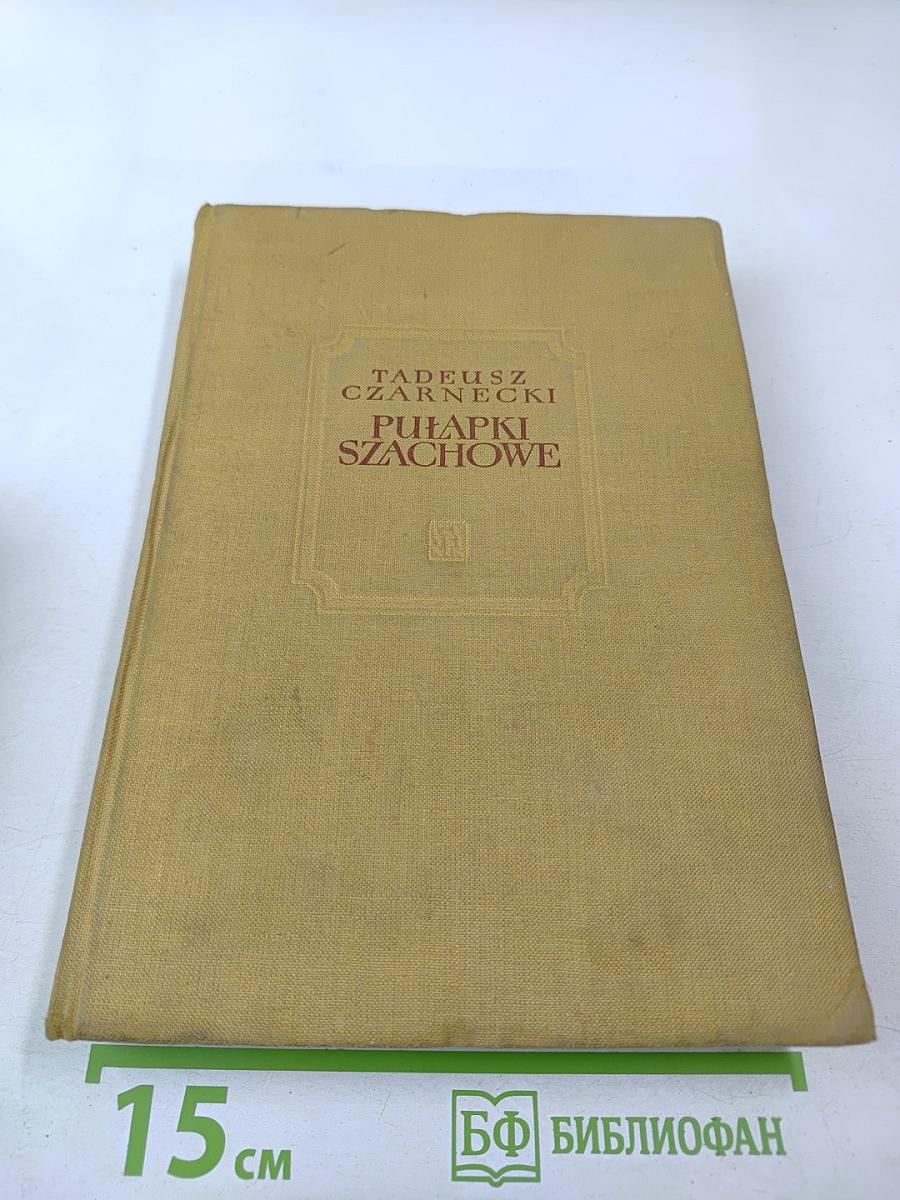 TADEUSZ
CZARNECKI
PUŁAPKI
SZACHOWE
15 см
БФ БИБЛИОФАН